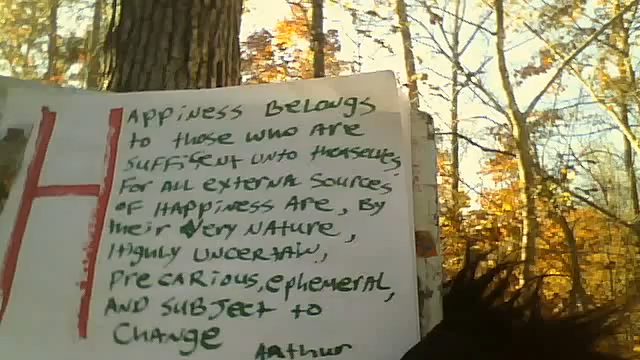 HAPPINESS BELONGS
to those who ARE
SUFFICENT UNTO themselves
FOR ALL EXTERNAL SOURCES
OF HAPPINESS ARE, By
their Very NAture,
Highly UNCERTAIN,
PRECARIOUS, ePHeMERAL,
AND SUBJect to
CHANGE
Arthur